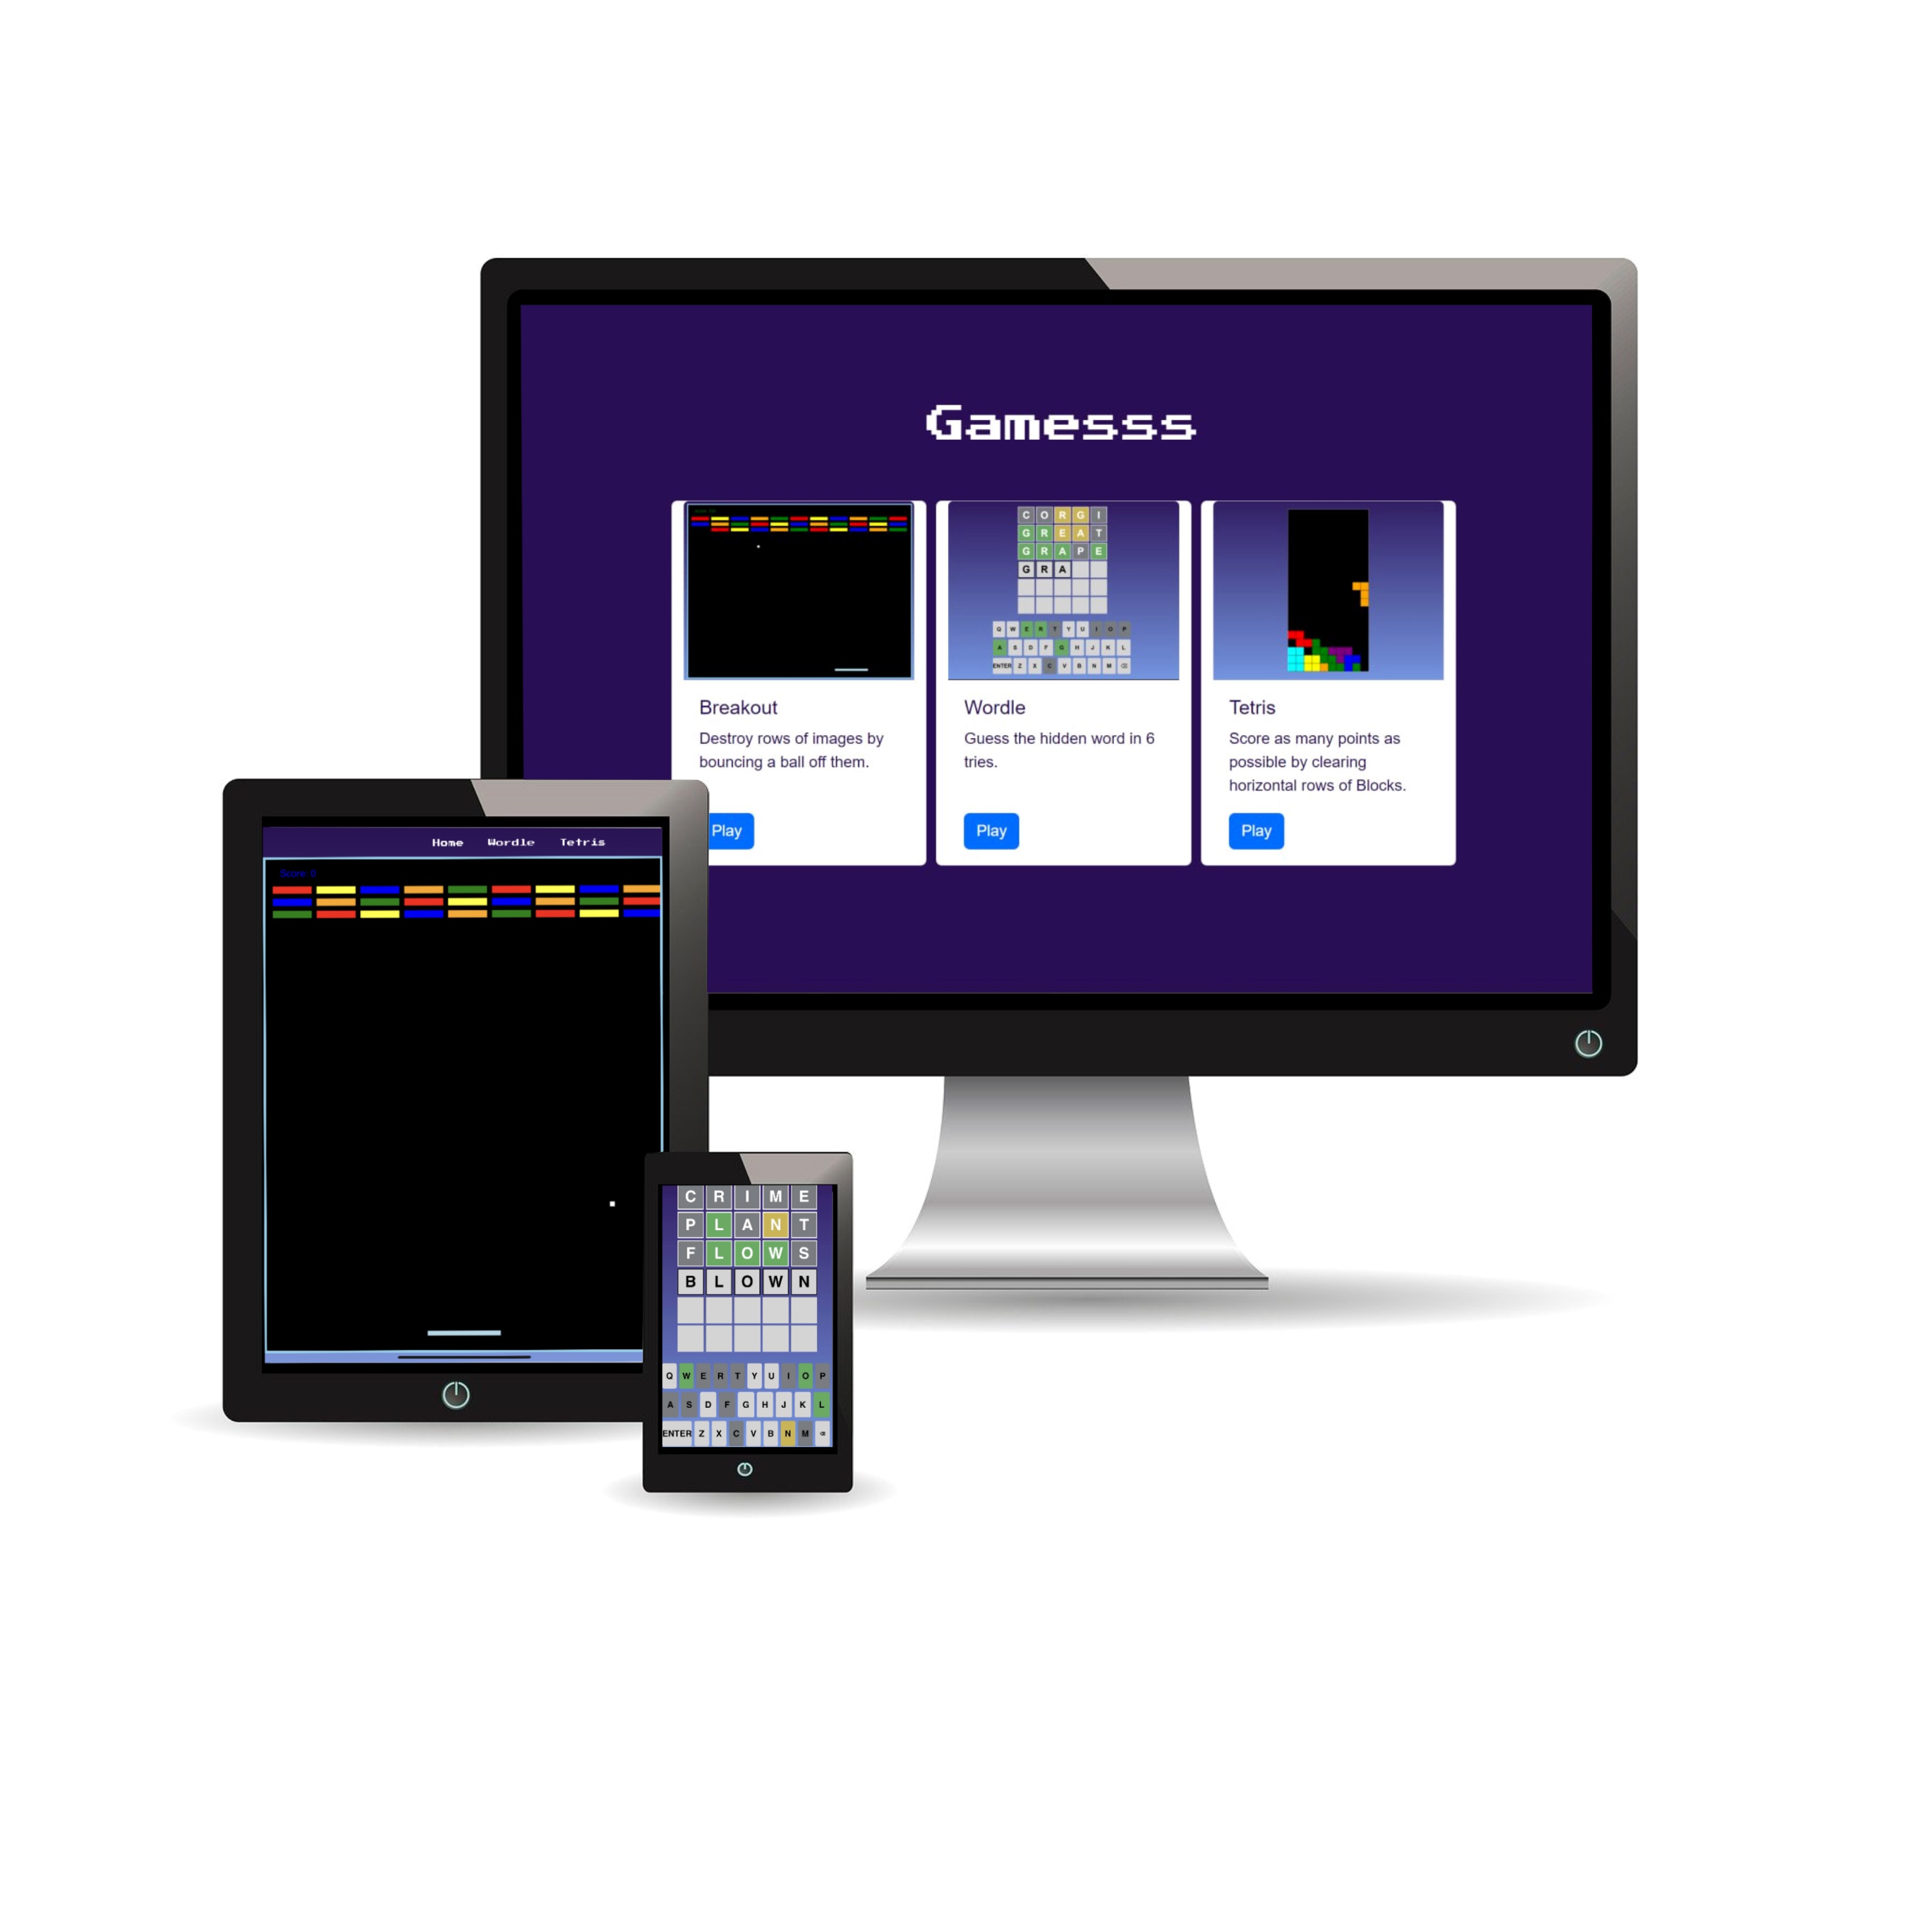 Gamesss
C O R G I
G R E A T
G R A P E
G R A
Q W E R T Y U I O P
A S D F G H J K L
ENTER Z X C V B N M
Breakout
Destroy rows of images by
bouncing a ball off them.
Play
Wordle
Guess the hidden word in 6
tries.
Play
Tetris
Score as many points as
possible by clearing
horizontal rows of Blocks.
Play
Home Wordle Tetris
Score: 0
C R I M E
P L A N T
F L O W S
B L O W N
Q W E R T Y U I O P
A S D F G H J K L
ENTER Z X C V B N M